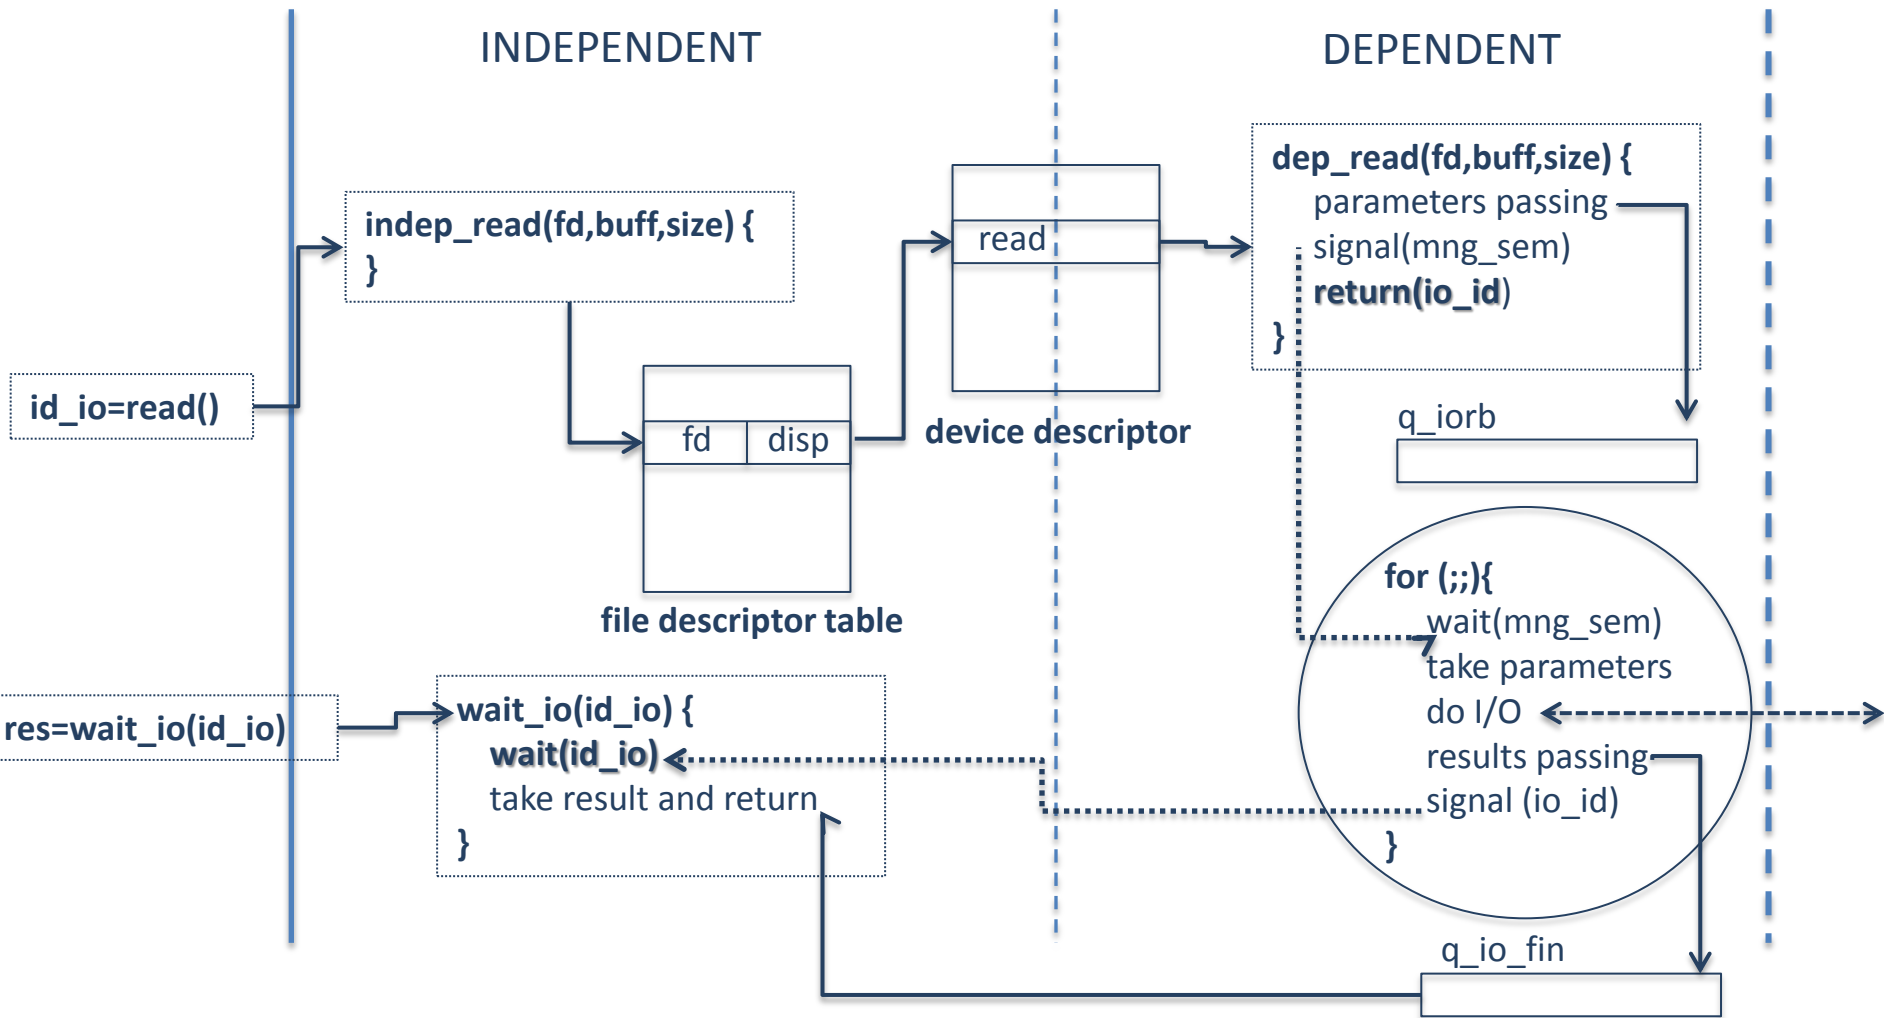 INDEPENDENT
DEPENDENT
id_io=read()
indep_read(fd,buff,size) {
}
fd disp
file descriptor table
read
device descriptor
dep_read(fd,buff,size) {
parameters passing
signal(mng_sem)
return(io_id)
}
q_iorb
for (;;){
wait(mng_sem)
take parameters
do I/O
results passing
signal (io_id)
}
q_io_fin
res=wait_io(id_io)
wait_io(id_io) {
wait(id_io)
take result and return
}